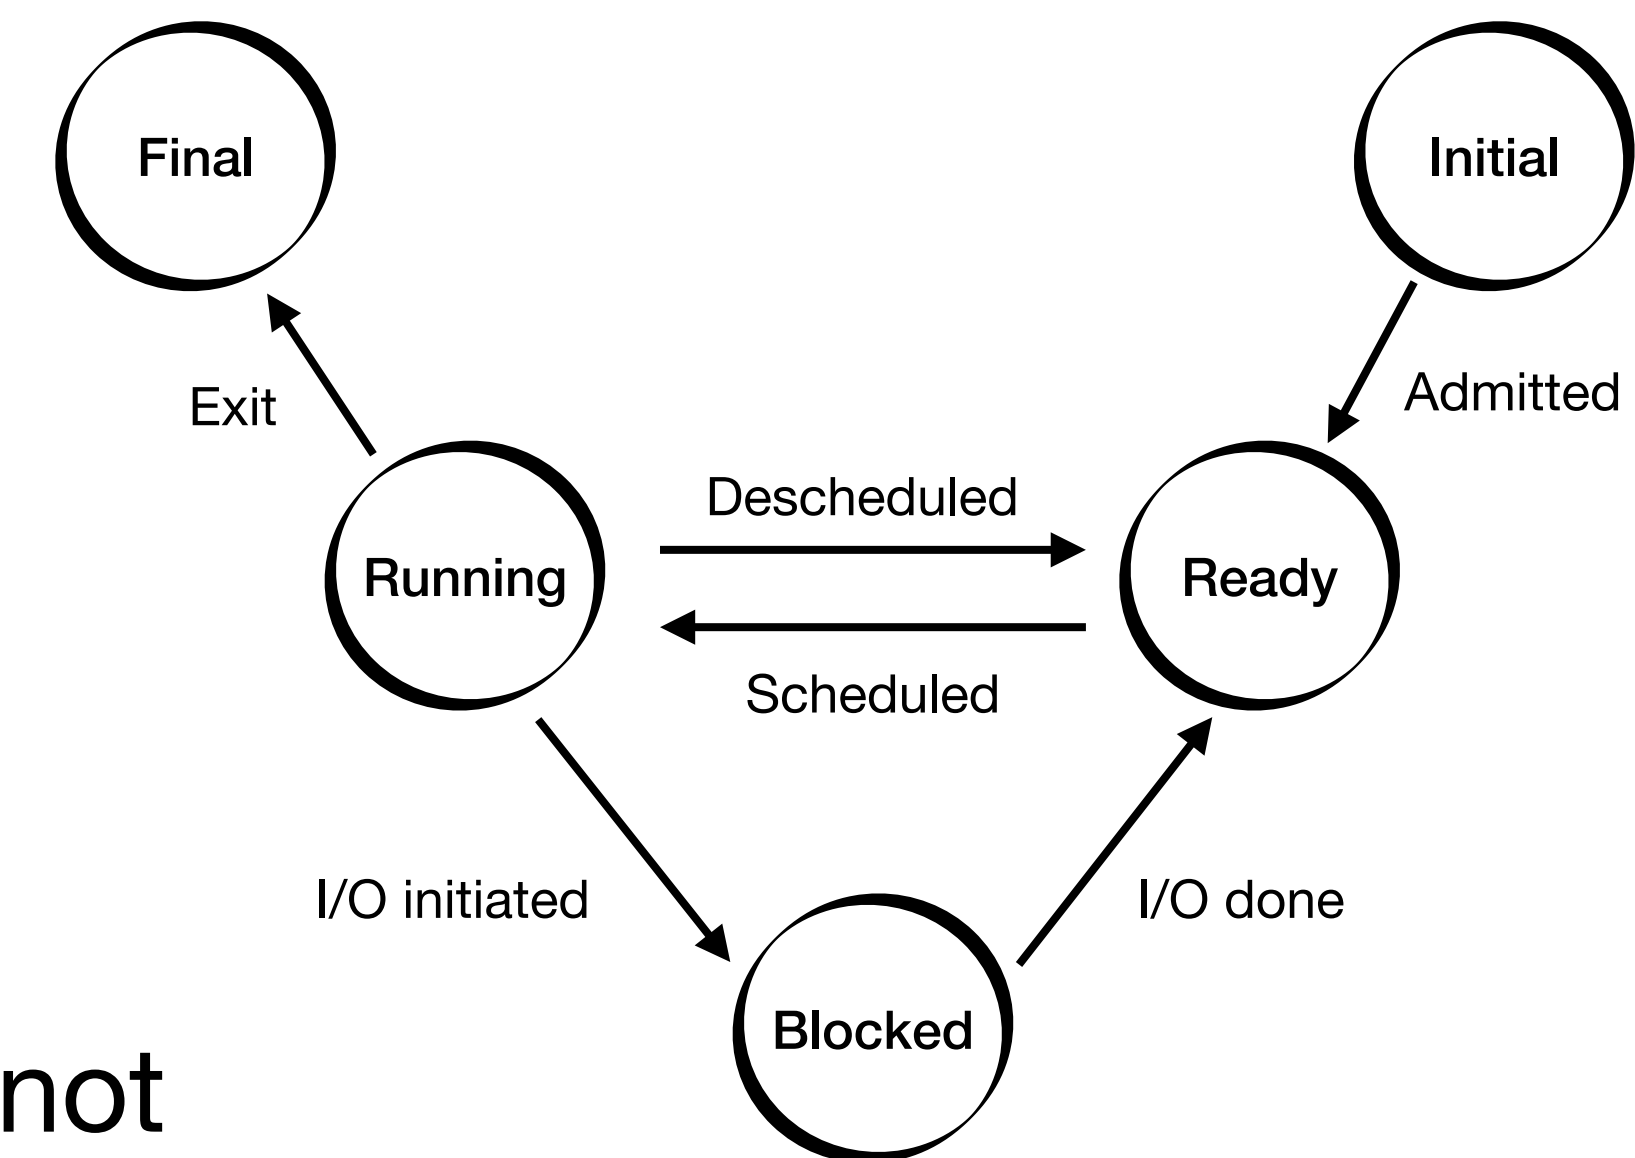 Final
Initial
Exit
Admitted
Descheduled
Running
Ready
Scheduled
I/O initiated
I/O done
Blocked
not